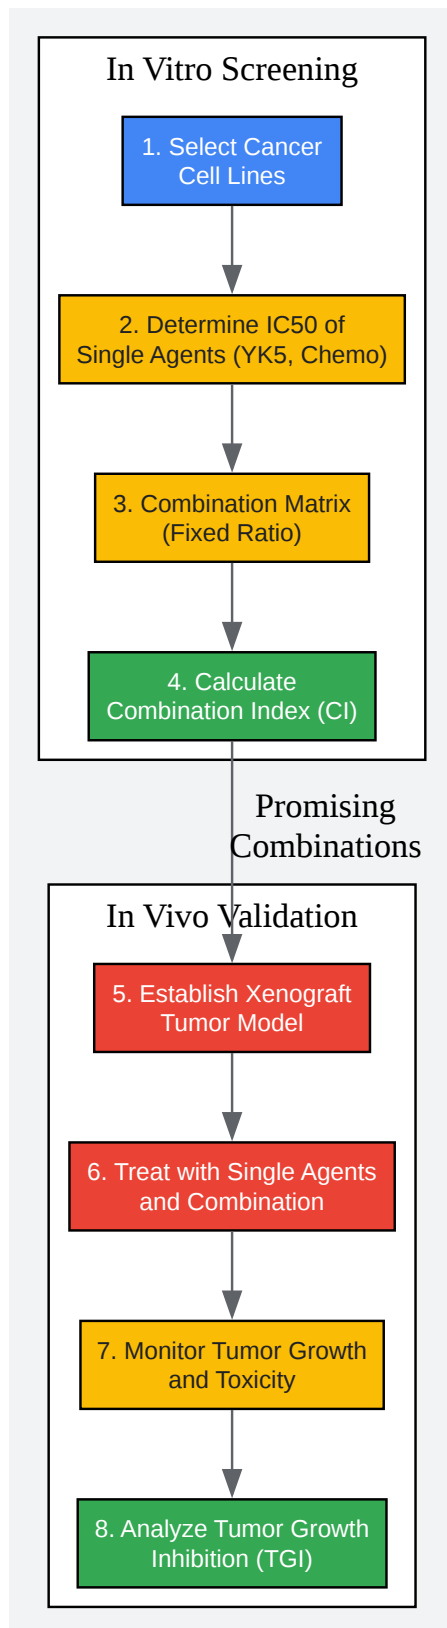 In Vitro Screening
1. Select Cancer
Cell Lines
2. Determine IC50 of
Single Agents (YK5, Chemo)
3. Combination Matrix
(Fixed Ratio)
4. Calculate
Combination Index (CI)
Promising
Combinations
In Vivo Validation
5. Establish Xenograft
Tumor Model
6. Treat with Single Agents
and Combination
7. Monitor Tumor Growth
and Toxicity
8. Analyze Tumor Growth
Inhibition (TGI)